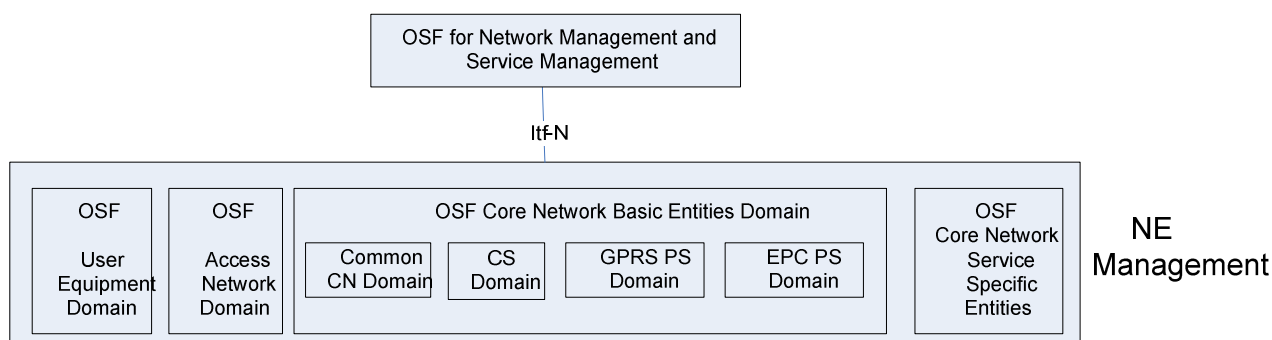 OSF for Network Management and
Service Management
Itf-N
OSF
User
Equipment
Domain
OSF
Access
Network
Domain
OSF Core Network Basic Entities Domain
Common
CN Domain
CS
Domain
GPRS PS
Domain
EPC PS
Domain
OSF
Core Network
Service
Specific
Entities
NE
Management